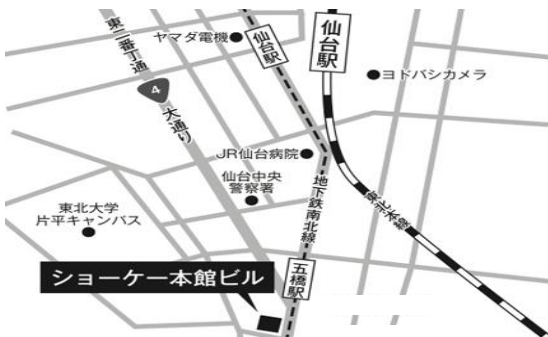 東二番丁通
ヤマダ電機
仙台駅
仙台駅
ヨドバシカメラ
4
大通り
JR仙台病院
仙台中央
警察署
地下鉄南北線
東北本線
東北大学
片平キャンパス
ショーケー本館ビル
五橋駅